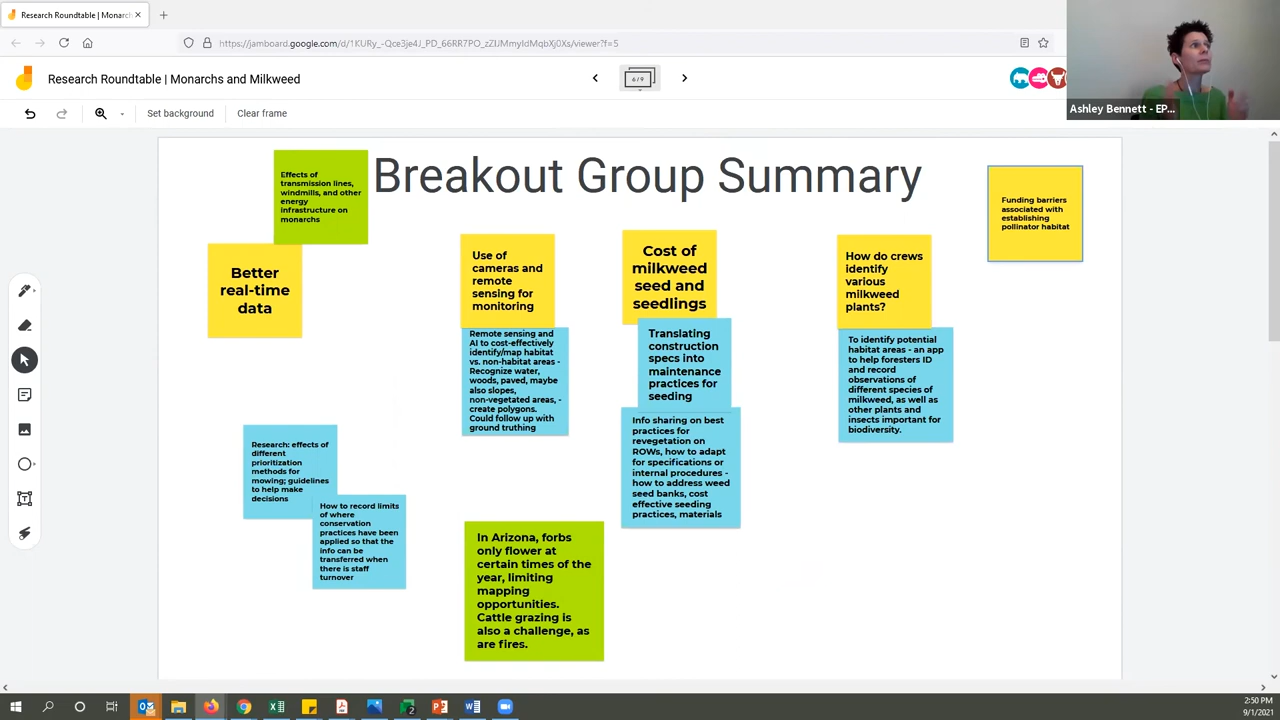 Research Roundtable | Monarch
https://jamboard.google.com/d/1KURy_-Qce3je4J_PD_66RR7PO_zZ3iMmyIdMqbXj0Xs/viewer?f=5
Research Roundtable | Monarchs and Milkweed
6 / 9
Ashley Bennett - EP...
Set background
Clear frame
Breakout Group Summary
Effects of
transmission lines,
windmills, and other
energy
infrastructure on
monarchs
Better
real-time
data
Use of
cameras and
remote
sensing for
monitoring
Remote sensing and
AI to cost-effectively
identify/map habitat
vs. non-habitat areas -
Recognize water,
woods, paved, maybe
also slopes,
non-vegetated areas, -
create polygons.
Could follow up with
ground truthing
Cost of
milkweed
seed and
seedlings
Translating
construction
specs into
maintenance
practices for
seeding
Info sharing on best
practices for
revegetation on
ROWs, how to adapt
for specifications or
internal procedures -
how to address weed
seed banks, cost
effective seeding
practices, materials
How do crews
identify
various
milkweed
plants?
To identify potential
habitat areas - an app
to help foresters ID
and record
observations of
different species of
milkweed, as well as
other plants and
insects important for
biodiversity.
Funding barriers
associated with
establishing
pollinator habitat
Research: effects of
different
prioritization
methods for
mowing; guidelines
to help make
decisions
How to record limits
of where
conservation
practices have been
applied so that the
info can be
transferred when
there is staff
turnover
In Arizona, forbs
only flower at
certain times of the
year, limiting
mapping
opportunities.
Cattle grazing is
also a challenge, as
are fires.
2:50 PM
9/1/2021